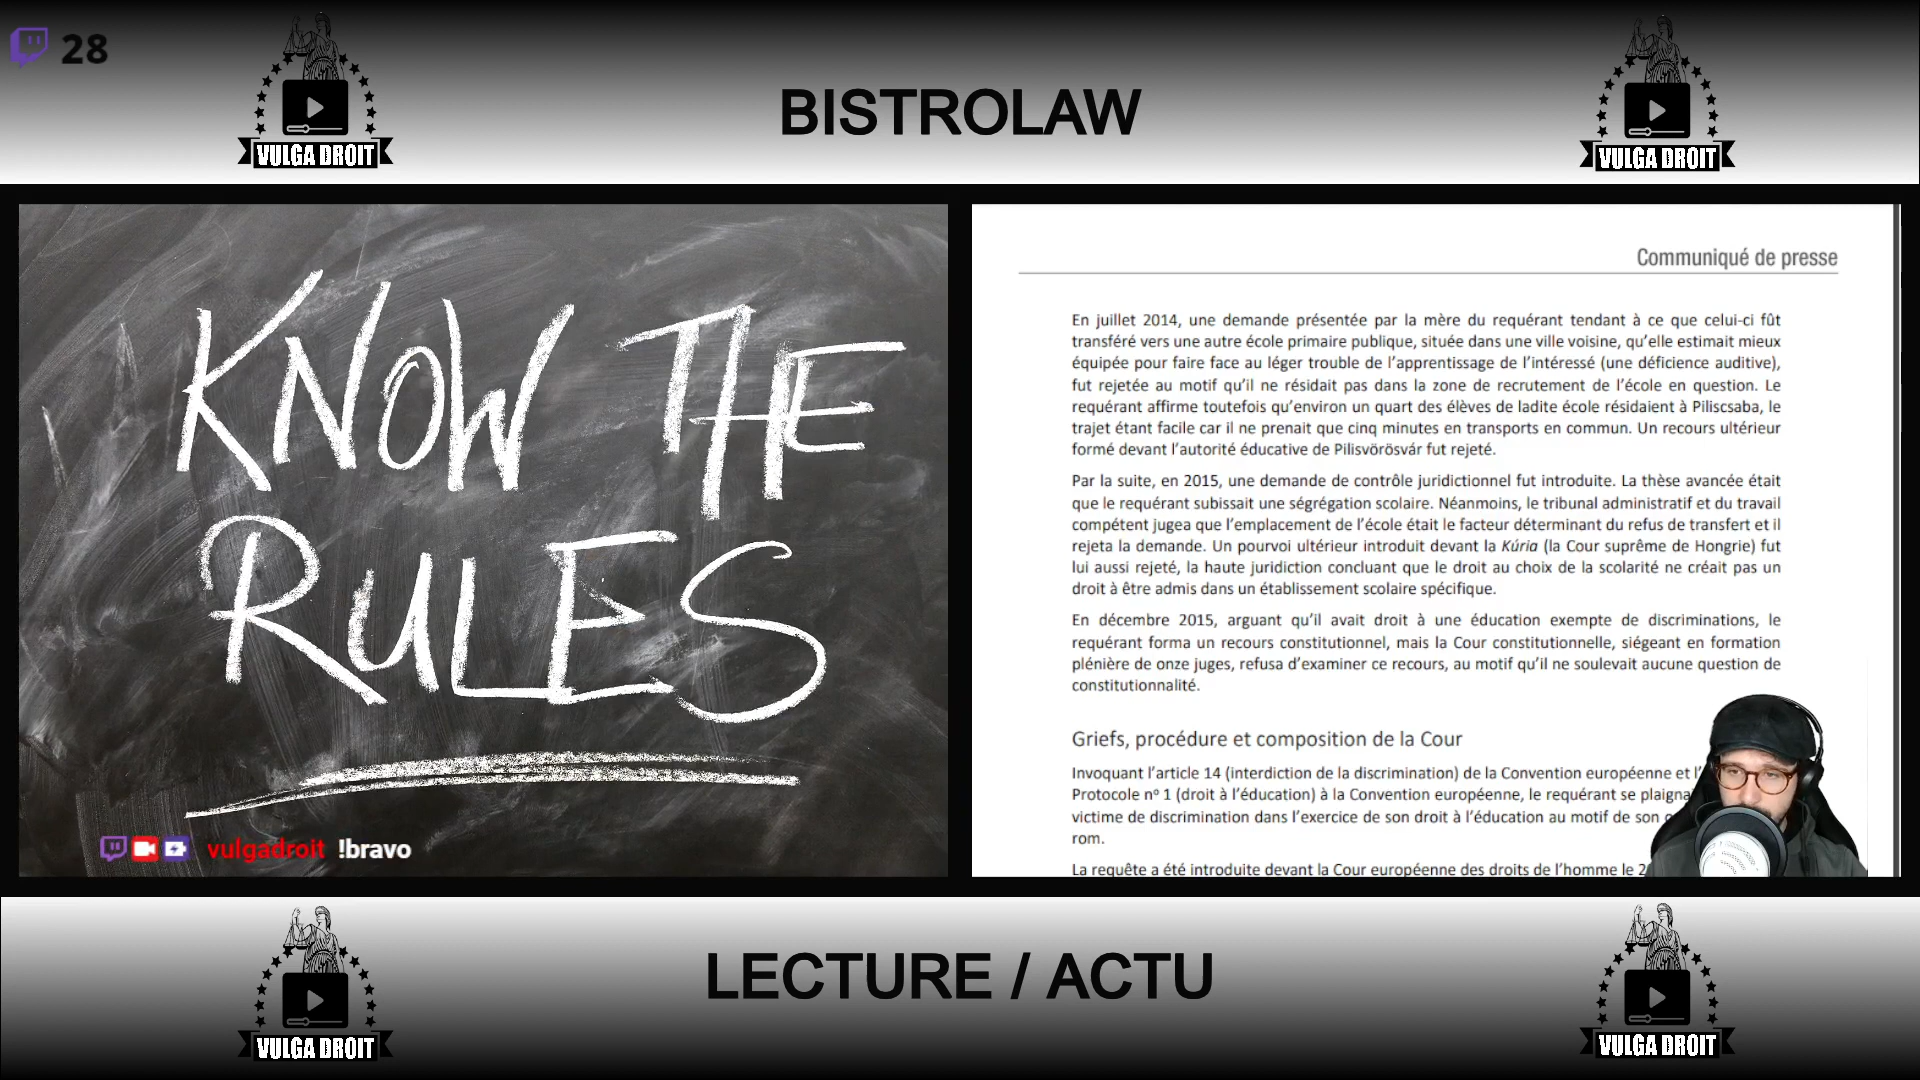 28
VULGA DROIT
BISTROLAW
VULGA DROIT
KNOW THE
RULES
vulgadroit !bravo
Communiqué de presse
En juillet 2014, une demande présentée par la mère du requérant tendant à ce que celui-ci fût
transféré vers une autre école primaire publique, située dans une ville voisine, qu'elle estimait mieux
équipée pour faire face au léger trouble de l'apprentissage de l'intéressé (une déficience auditive),
fut rejetée au motif qu'il ne résidait pas dans la zone de recrutement de l'école en question. Le
requérant affirme toutefois qu'environ un quart des élèves de ladite école résidaient à Piliscsaba, le
trajet étant facile car il ne prenait que cinq minutes en transports en commun. Un recours ultérieur
formé devant l'autorité éducative de Pilisvörösvár fut rejeté.
Par la suite, en 2015, une demande de contrôle juridictionnel fut introduite. La thèse avancée était
que le requérant subissait une ségrégation scolaire. Néanmoins, le tribunal administratif et du travail
compétent jugea que l'emplacement de l'école était le facteur déterminant du refus de transfert et il
rejeta la demande. Un pourvoi ultérieur introduit devant la Kúria (la Cour suprême de Hongrie) fut
lui aussi rejeté, la haute juridiction concluant que le droit au choix de la scolarité ne créait pas un
droit à être admis dans un établissement scolaire spécifique.
En décembre 2015, arguant qu'il avait droit à une éducation exempte de discriminations, le
requérant forma un recours constitutionnel, mais la Cour constitutionnelle, siégeant en formation
plénière de onze juges, refusa d'examiner ce recours, au motif qu'il ne soulevait aucune question de
constitutionnalité.
Griefs, procédure et composition de la Cour
Invoquant l'article 14 (interdiction de la discrimination) de la Convention européenne et
Protocole nº 1 (droit à l'éducation) à la Convention européenne, le requérant se
victime de discrimination dans l'exercice de son droit à l'éducation au motif de son
rom.
La requête a été introduite devant la Cour européenne des droits de l'homme le
VULGA DROIT
LECTURE / ACTU
VULGA DROIT